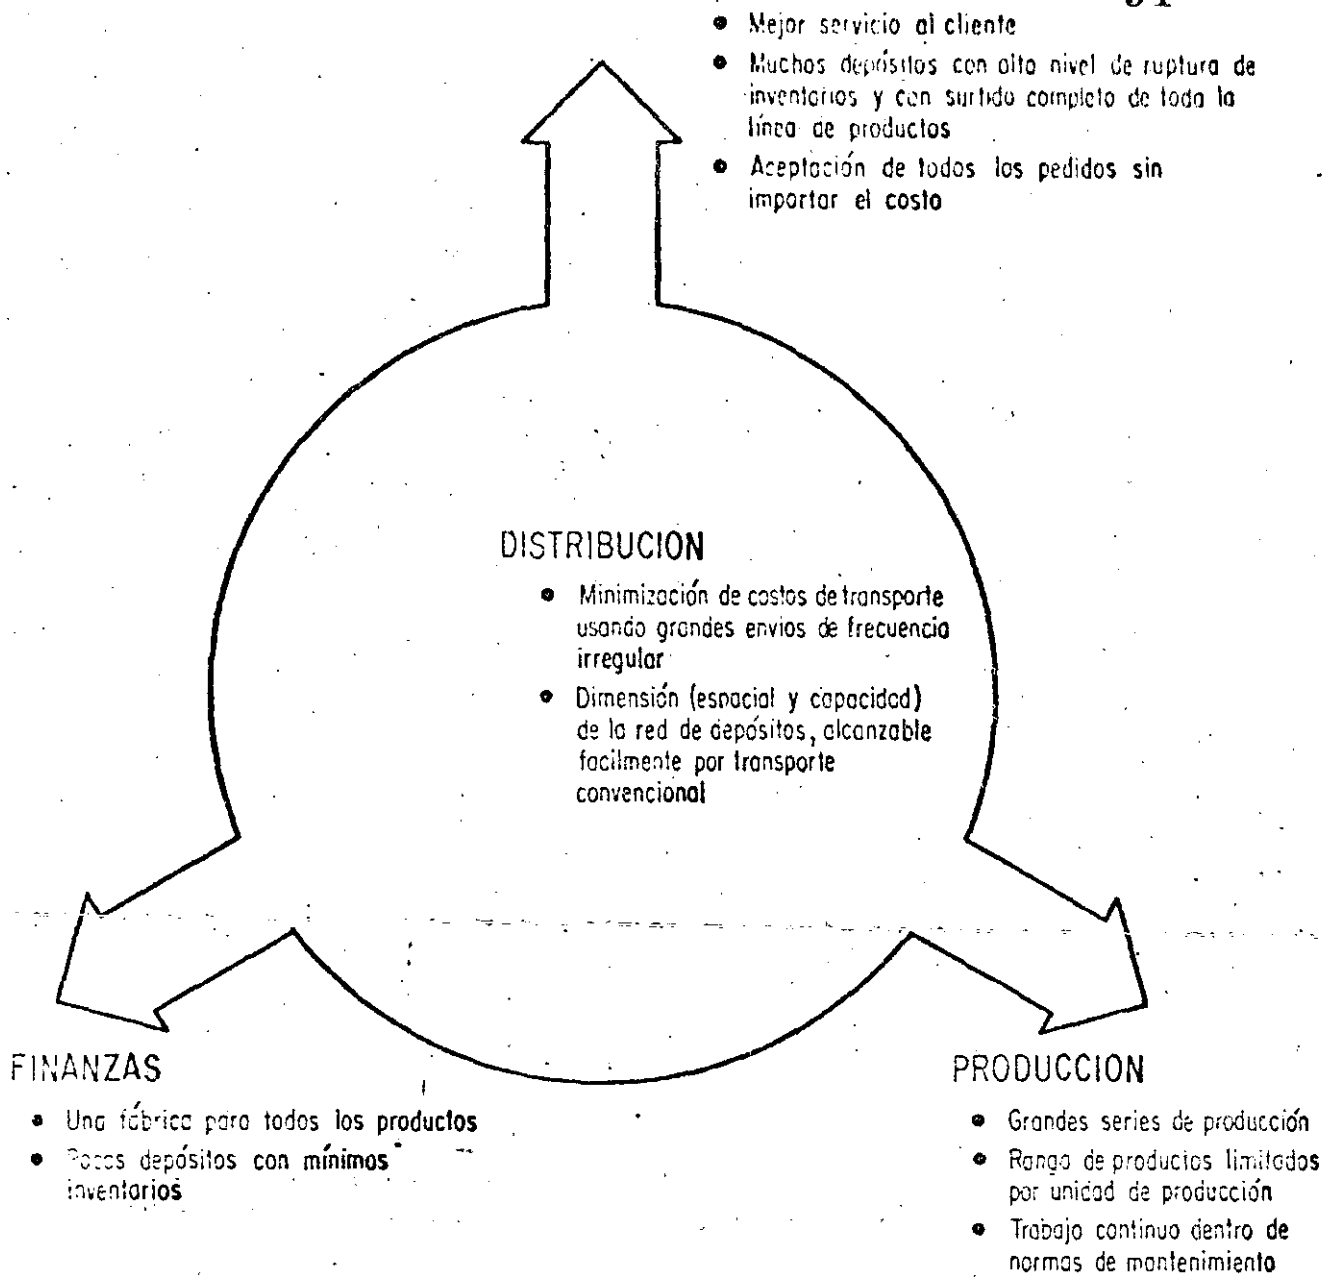 • Mejor servicio al cliente
• Muchos depósitos con alto nivel de ruptura de
inventarios y con surtido completo de toda la
línea de productos
• Aceptación de todos los pedidos sin
importar el costo
DISTRIBUCION
• Minimización de costos de transporte
usando grandes envios de frecuencia
irregular
• Dimensión (espacial y capacidad)
de la red de depósitos, alcanzable
facilmente por transporte
convencional
FINANZAS
• Una fábrica para todos los productos
• Pocos depósitos con mínimos
inventarios
PRODUCCION
• Grandes series de producción
• Rango de productos limitados
por unidad de producción
• Trabajo continuo dentro de
normas de mantenimiento